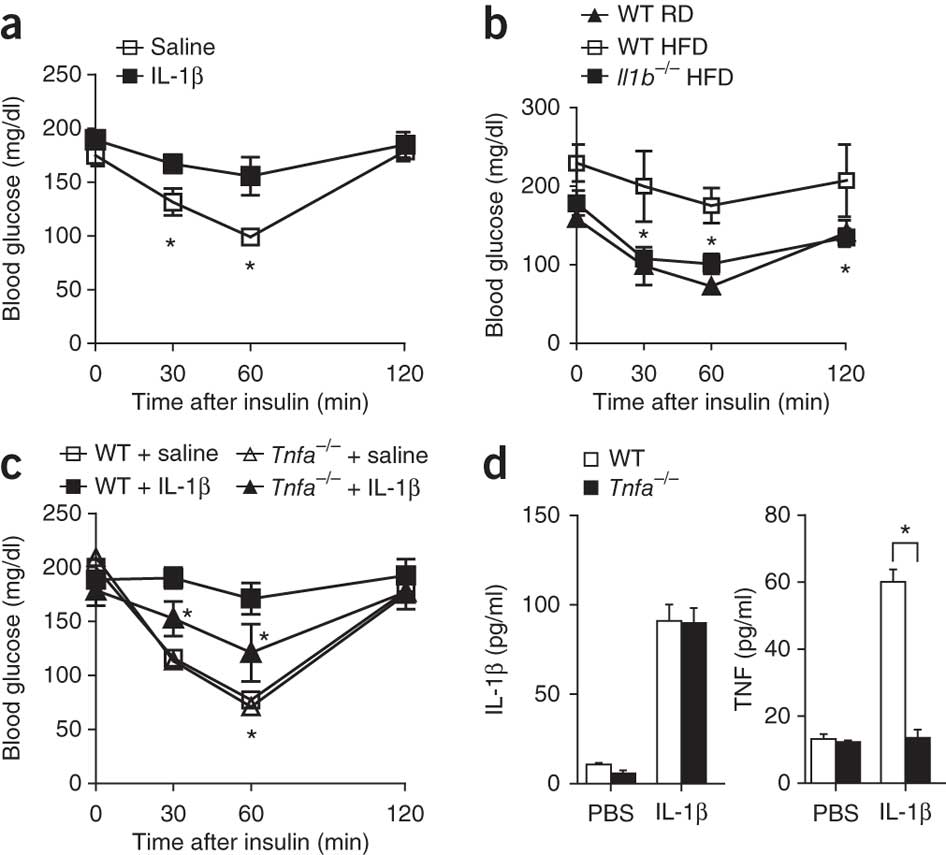 a
Saline
IL-1β
250
200
150
100
50
0
Blood glucose (mg/dl)
*
*
0 30 60 120
Time after insulin (min)
b
WT RD
WT HFD
Il1b–/– HFD
300
200
100
0
Blood glucose (mg/dl)
*
*
*
0 30 60 120
Time after insulin (min)
c
WT + saline Tnfa–/– + saline
WT + IL-1β Tnfa–/– + IL-1β
250
200
150
100
50
0
Blood glucose (mg/dl)
*
*
*
0 30 60 120
Time after insulin (min)
d
WT
Tnfa–/–
150
100
50
0
IL-1β (pg/ml)
PBS IL-1β
80
60
40
20
0
TNF (pg/ml)
*
PBS IL-1β